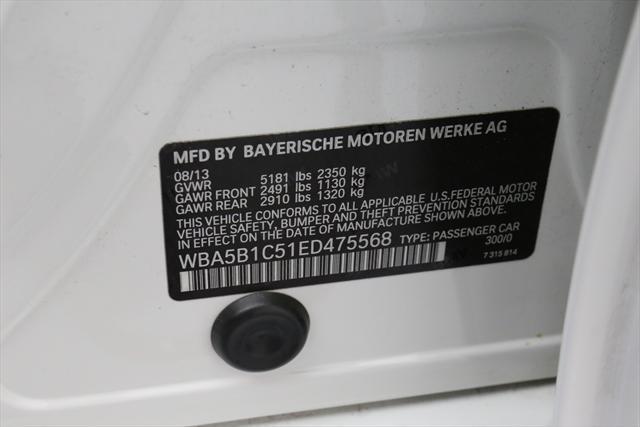 MFD BY BAYERISCHE MOTOREN WERKE AG
08/13
GVWR 5181 lbs 2350 kg
GAWR FRONT 2491 lbs 1130 kg
GAWR REAR 2910 lbs 1320 kg
THIS VEHICLE CONFORMS TO ALL APPLICABLE U.S.FEDERAL MOTOR
VEHICLE SAFETY, BUMPER AND THEFT PREVENTION STANDARDS
IN EFFECT ON THE DATE OF MANUFACTURE SHOWN ABOVE.
WBA5B1C51ED475568 TYPE: PASSENGER CAR
300/0
7 315 814